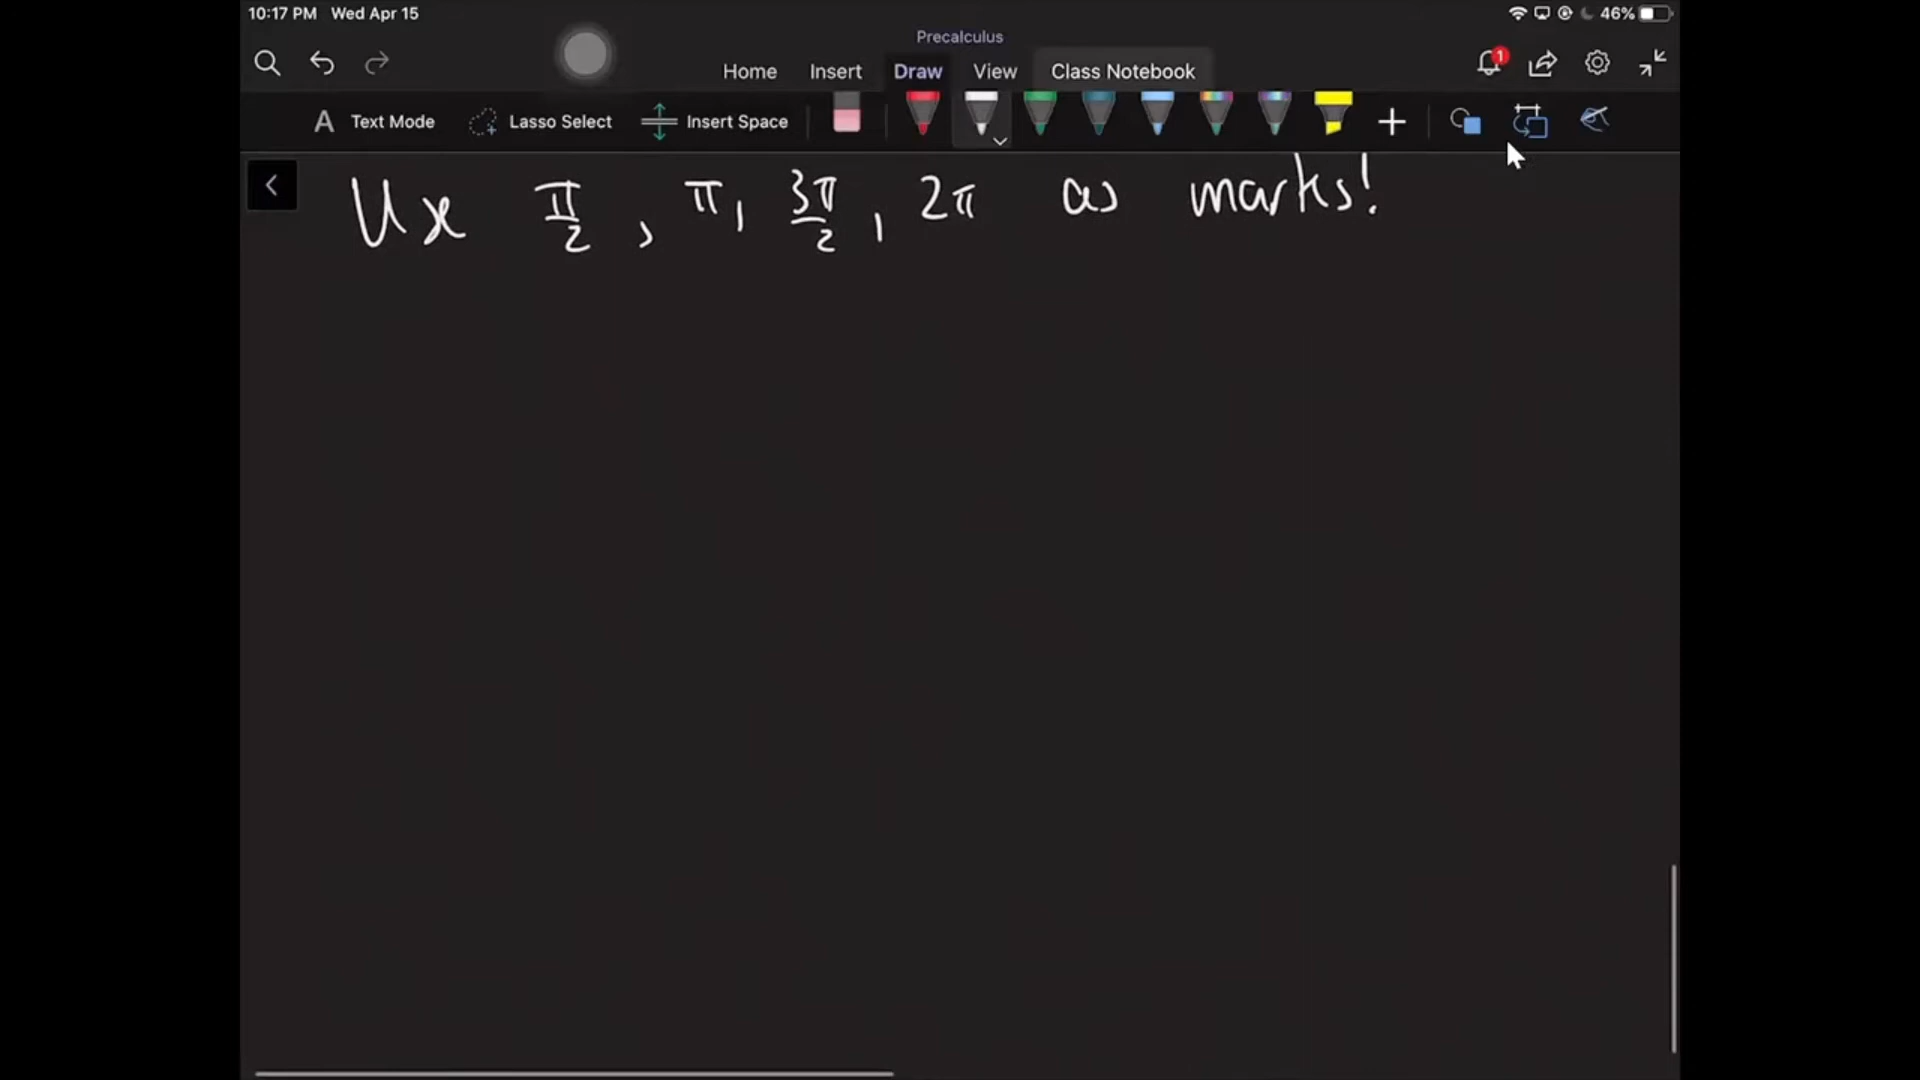 10:17 PM Wed Apr 15 46%
Precalculus
Home Insert Draw View Class Notebook 1
A Text Mode Lasso Select Insert Space
Use π/2, π, 3π/2, 2π as marks!